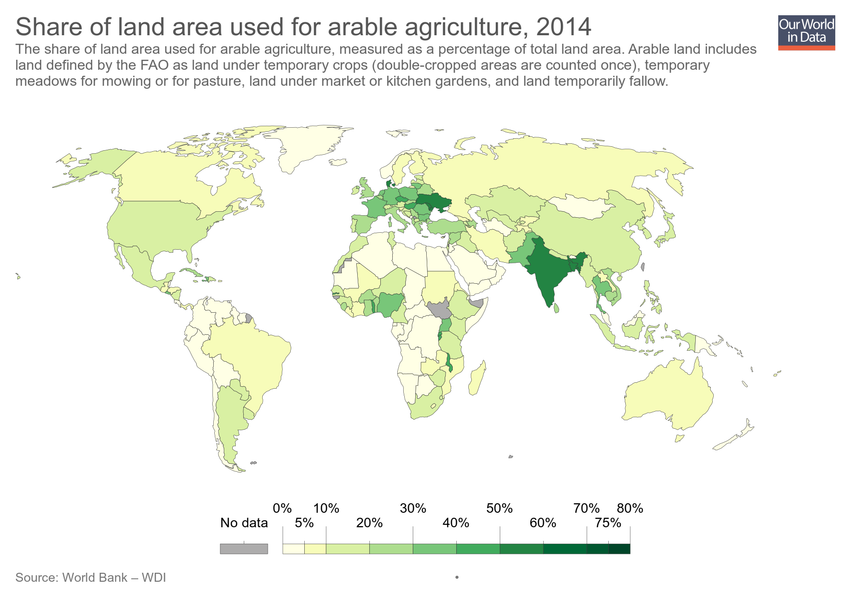 Share of land area used for arable agriculture, 2014
Our World
in Data
The share of land area used for arable agriculture, measured as a percentage of total land area. Arable land includes
land defined by the FAO as land under temporary crops (double-cropped areas are counted once), temporary
meadows for mowing or for pasture, land under market or kitchen gardens, and land temporarily fallow.
0% 10% 30% 50% 70% 80%
No data 5% 20% 40% 60% 75%
Source: World Bank – WDI